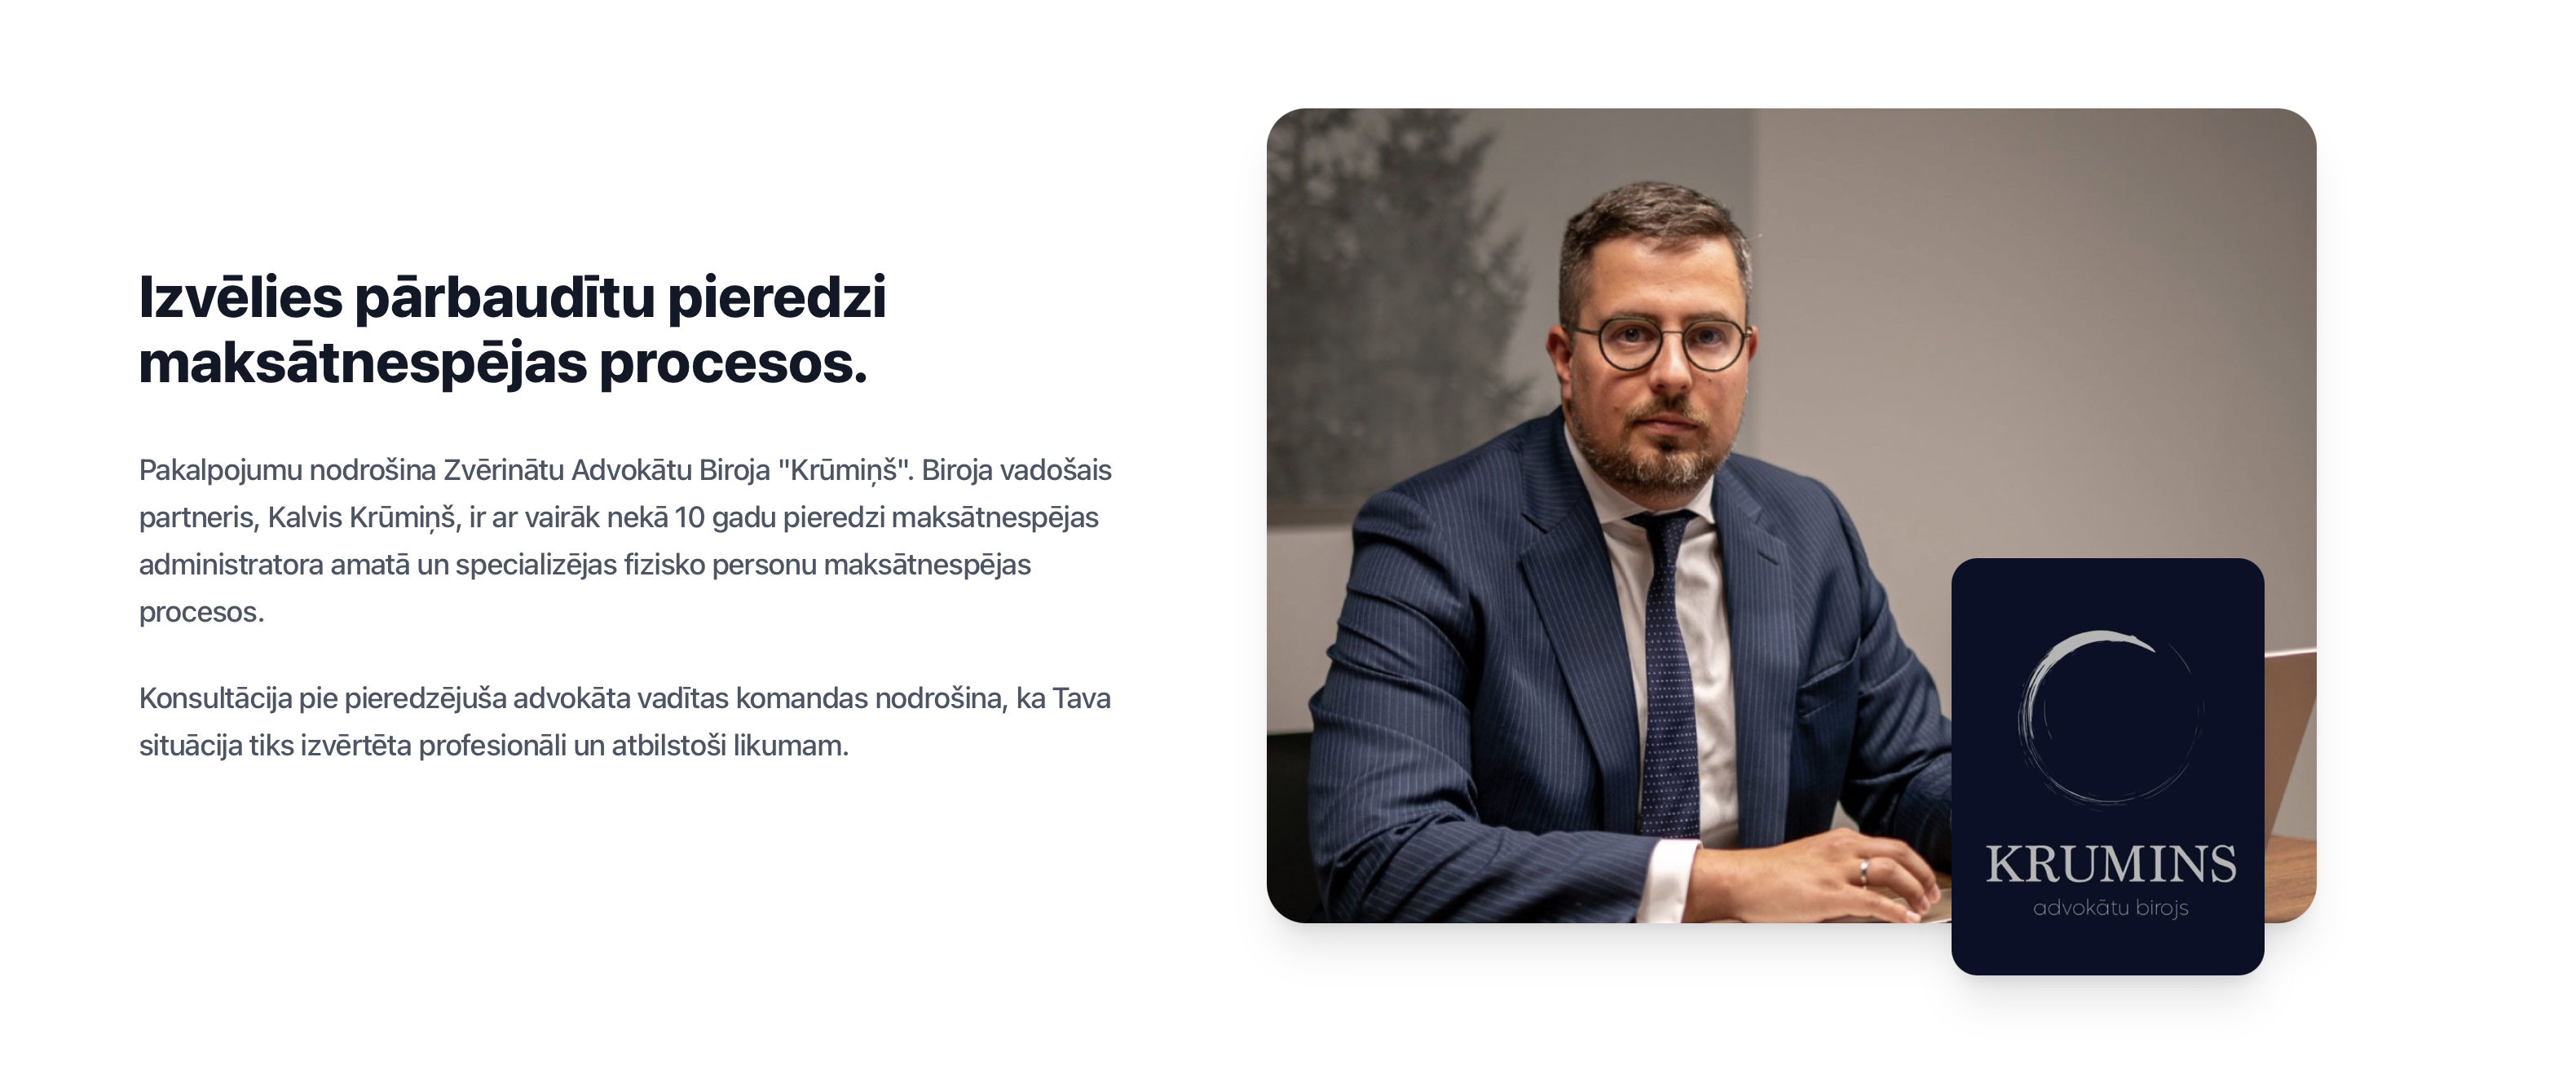 Izvēlies pārbaudītu pieredzi
maksātnespējas procesos.
Pakalpojumu nodrošina Zvērinātu Advokātu Biroja "Krūmiņš". Biroja vadošais
partneris, Kalvis Krūmiņš, ir ar vairāk nekā 10 gadu pieredzi maksātnespējas
administratora amatā un specializējas fizisko personu maksātnespējas
procesos.
Konsultācija pie pieredzējuša advokāta vadītas komandas nodrošina, ka Tava
situācija tiks izvērtēta profesionāli un atbilstoši likumam.
KRUMINS
advokātu birojs